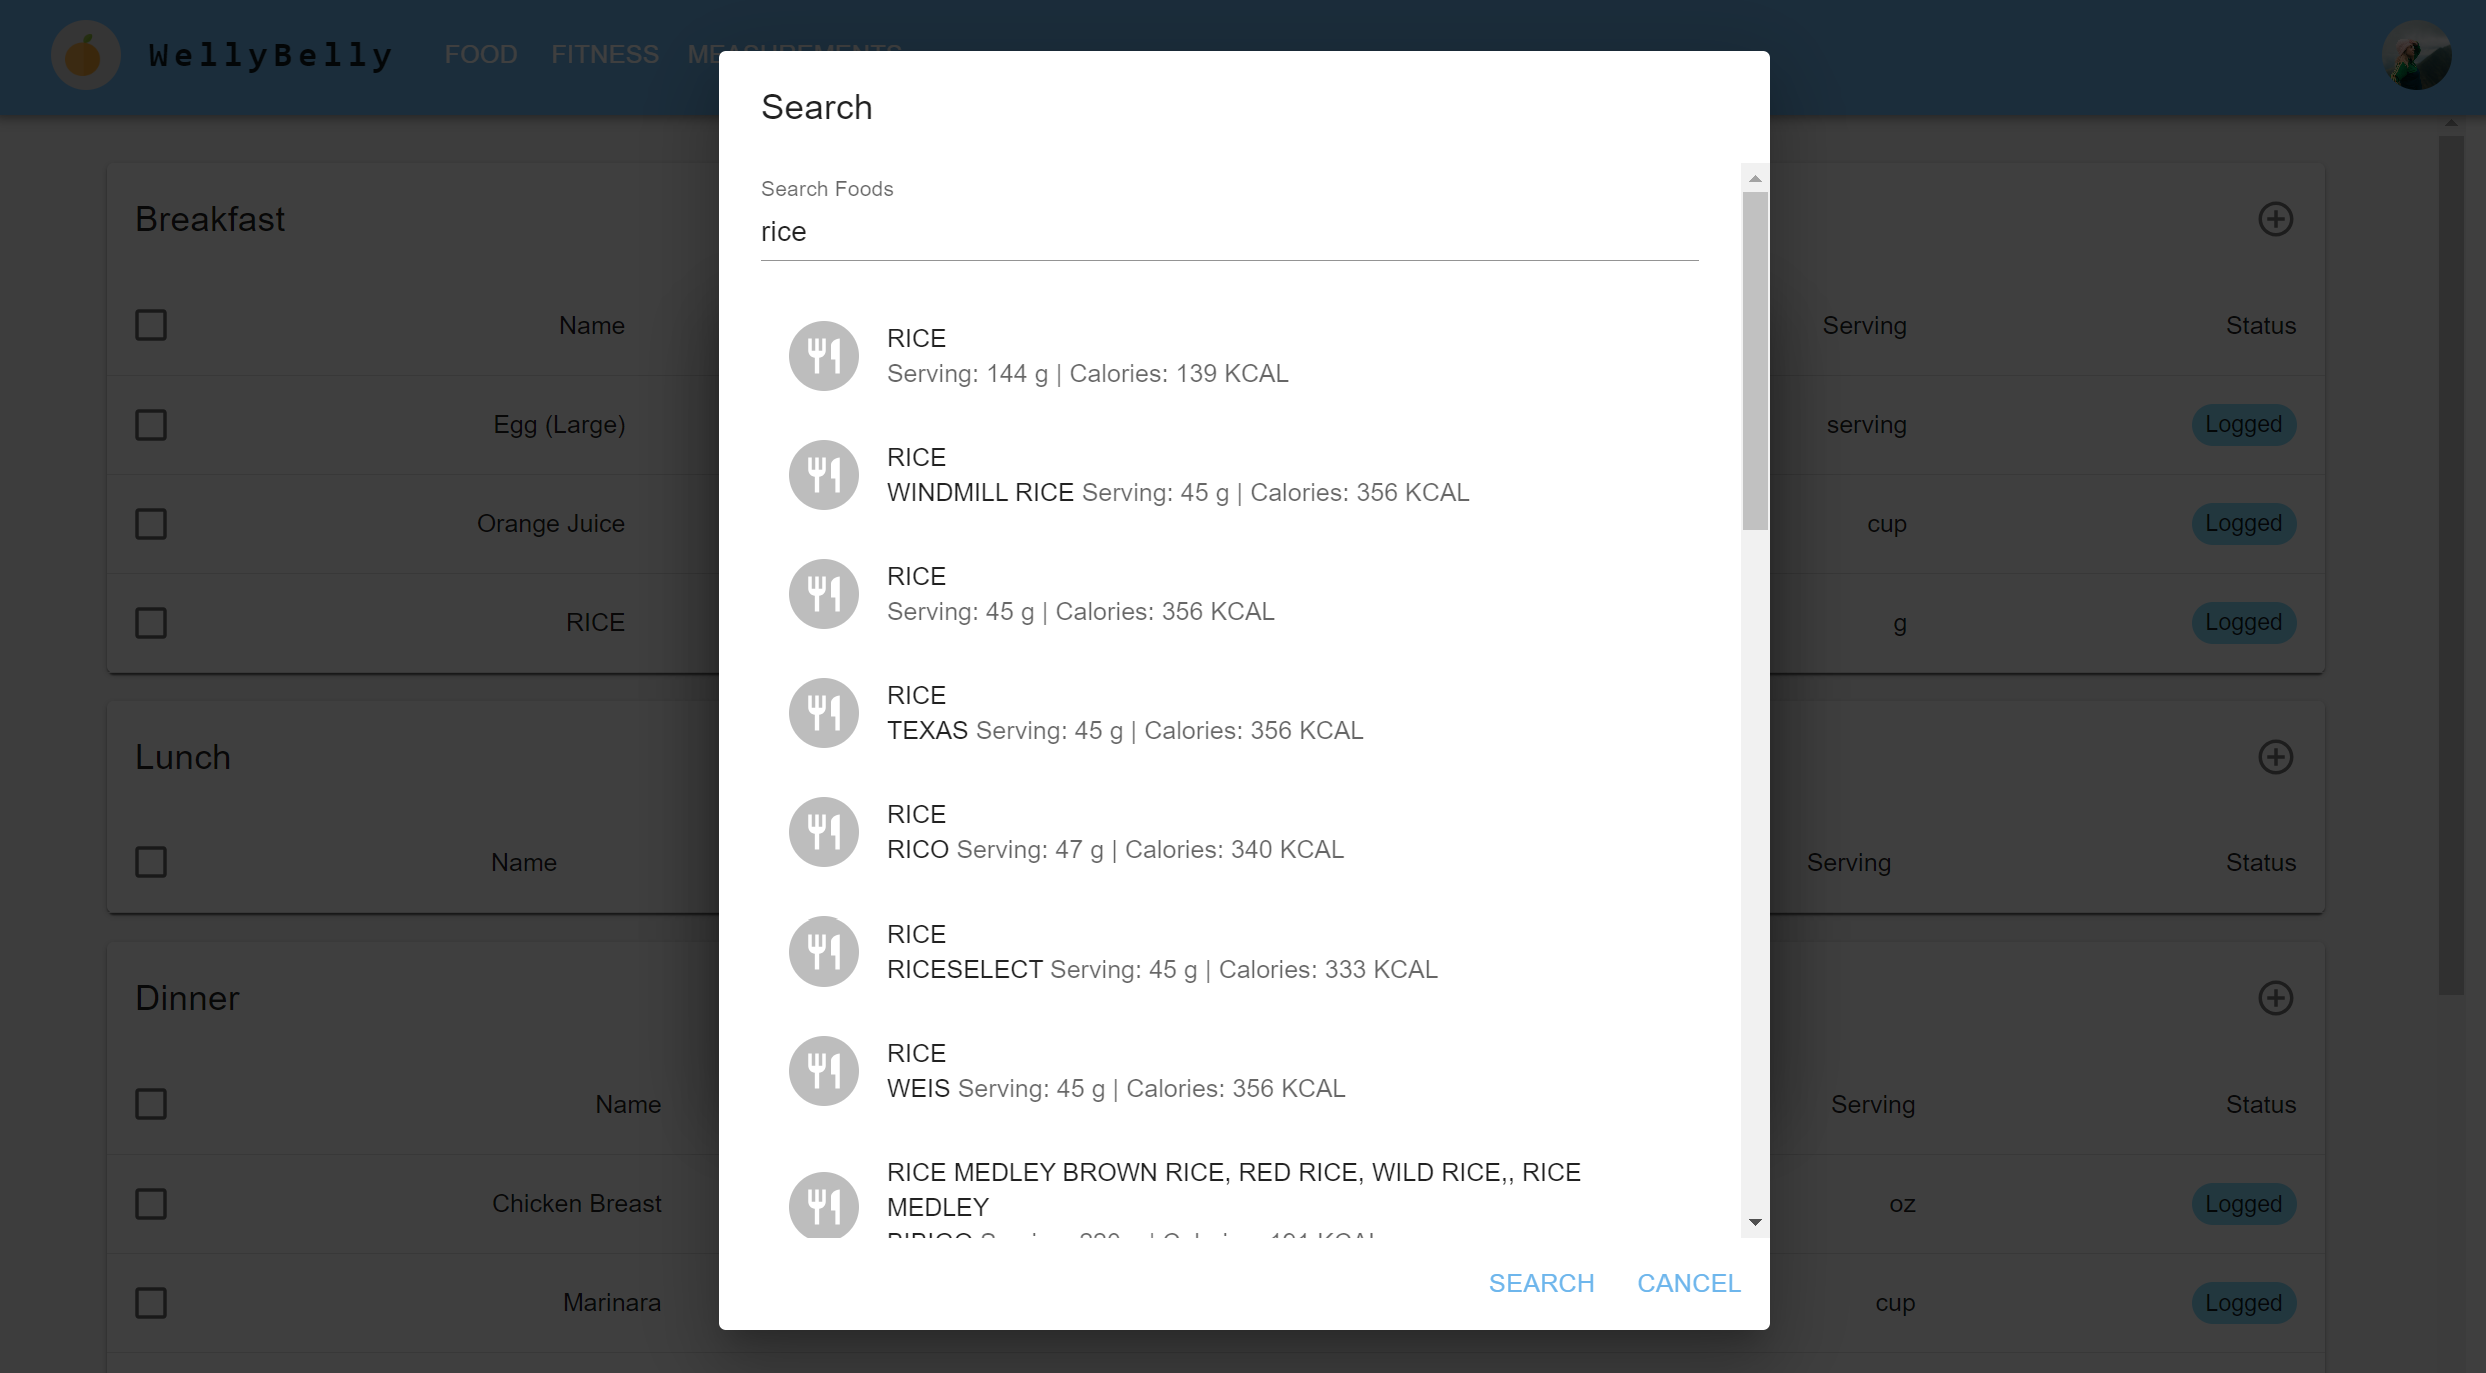 WellyBelly FOOD FITNESS MEASUREMENTS
Search
Search Foods
rice
RICE
Serving: 144 g | Calories: 139 KCAL
RICE
WINDMILL RICE Serving: 45 g | Calories: 356 KCAL
RICE
Serving: 45 g | Calories: 356 KCAL
RICE
TEXAS Serving: 45 g | Calories: 356 KCAL
RICE
RICO Serving: 47 g | Calories: 340 KCAL
RICE
RICESELECT Serving: 45 g | Calories: 333 KCAL
RICE
WEIS Serving: 45 g | Calories: 356 KCAL
RICE MEDLEY BROWN RICE, RED RICE, WILD RICE,, RICE
MEDLEY
SEARCH CANCEL
Breakfast
Name Serving Status
Egg (Large) serving Logged
Orange Juice cup Logged
RICE g Logged
Lunch
Name Serving Status
Dinner
Name Serving Status
Chicken Breast oz Logged
Marinara cup Logged